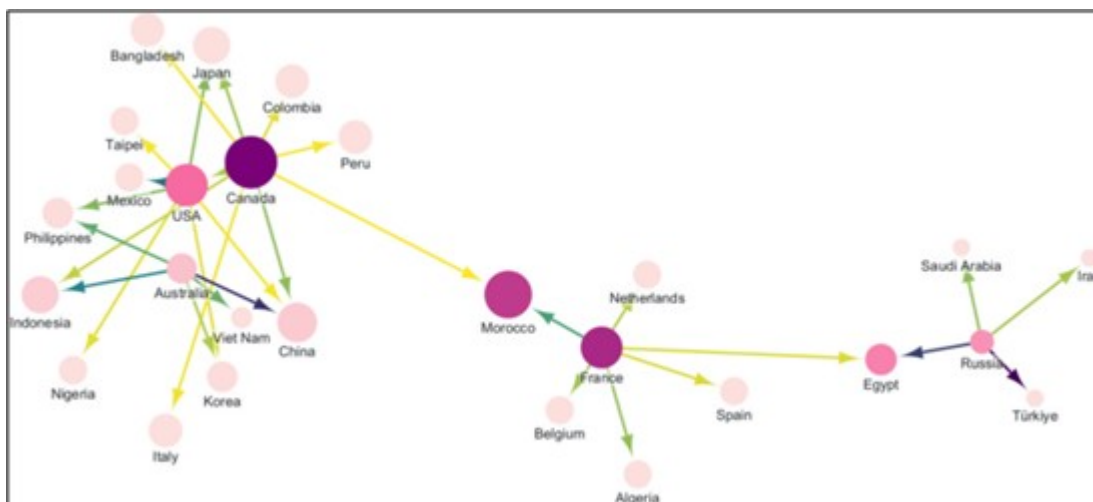 Bangladesh
Japan
Colombia
Taipei
Peru
Mexico
Canada
USA
Philippines
Saudi Arabia
Australia
Netherlands
Indonesia
Morocco
Viet Nam
China
Russia
France
Egypt
Nigeria
Korea
Spain
Türkiye
Belgium
Italy
Algeria